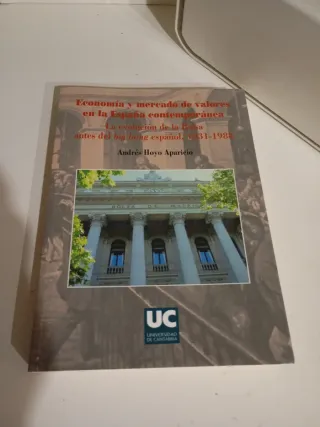 Economía y mercado de valores
en la España contemporánea
La evolución de la Bolsa
antes del big bang español, 1831-1988
Andrés Hoyo Aparicio
UC
UNIVERSIDAD
DE CANTABRIA